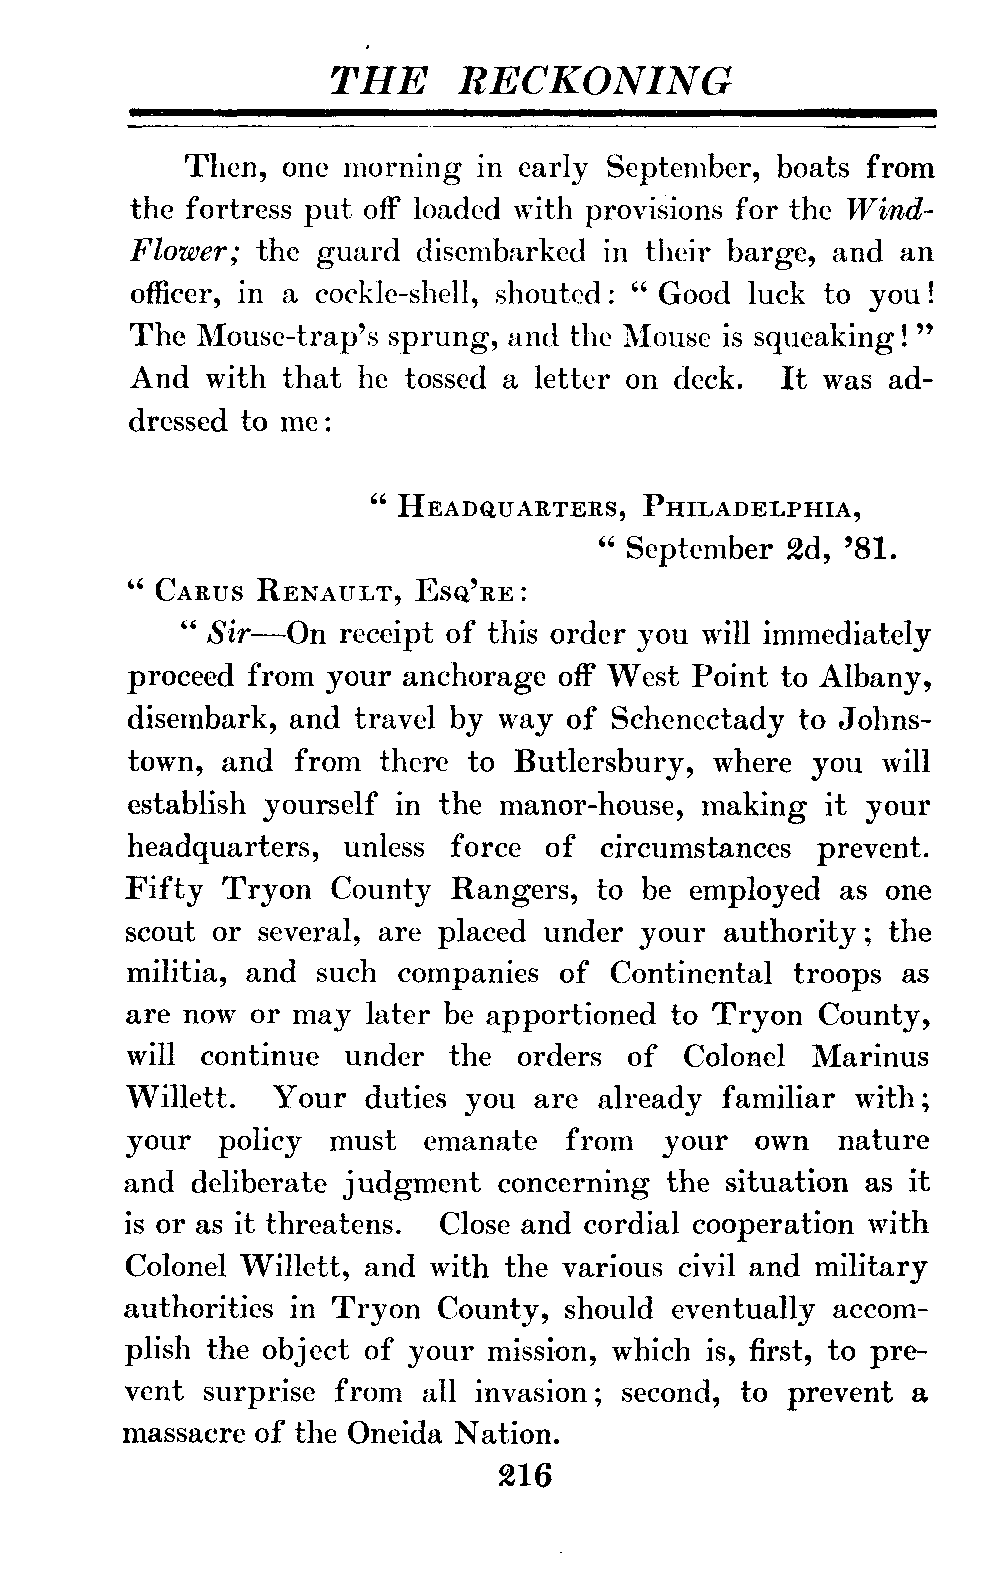 THE RECKONING
Then, one morning in early September, boats from
the fortress put off loaded with provisions for the Wind-
Flower; the guard disembarked in their barge, and an
officer, in a cockle-shell, shouted: “ Good luck to you!
The Mouse-trap’s sprung, and the Mouse is squeaking!”
And with that he tossed a letter on deck. It was ad-
dressed to me:
“ HEADQUARTERS, PHILADELPHIA,
“ September 2d, ’81.
“ CARUS RENAULT, ESQ’RE:
“ Sir—On receipt of this order you will immediately
proceed from your anchorage off West Point to Albany,
disembark, and travel by way of Schenectady to Johns-
town, and from there to Butlersbury, where you will
establish yourself in the manor-house, making it your
headquarters, unless force of circumstances prevent.
Fifty Tryon County Rangers, to be employed as one
scout or several, are placed under your authority; the
militia, and such companies of Continental troops as
are now or may later be apportioned to Tryon County,
will continue under the orders of Colonel Marinus
Willett. Your duties you are already familiar with;
your policy must emanate from your own nature
and deliberate judgment concerning the situation as it
is or as it threatens. Close and cordial cooperation with
Colonel Willett, and with the various civil and military
authorities in Tryon County, should eventually accom-
plish the object of your mission, which is, first, to pre-
vent surprise from all invasion; second, to prevent a
massacre of the Oneida Nation.
216